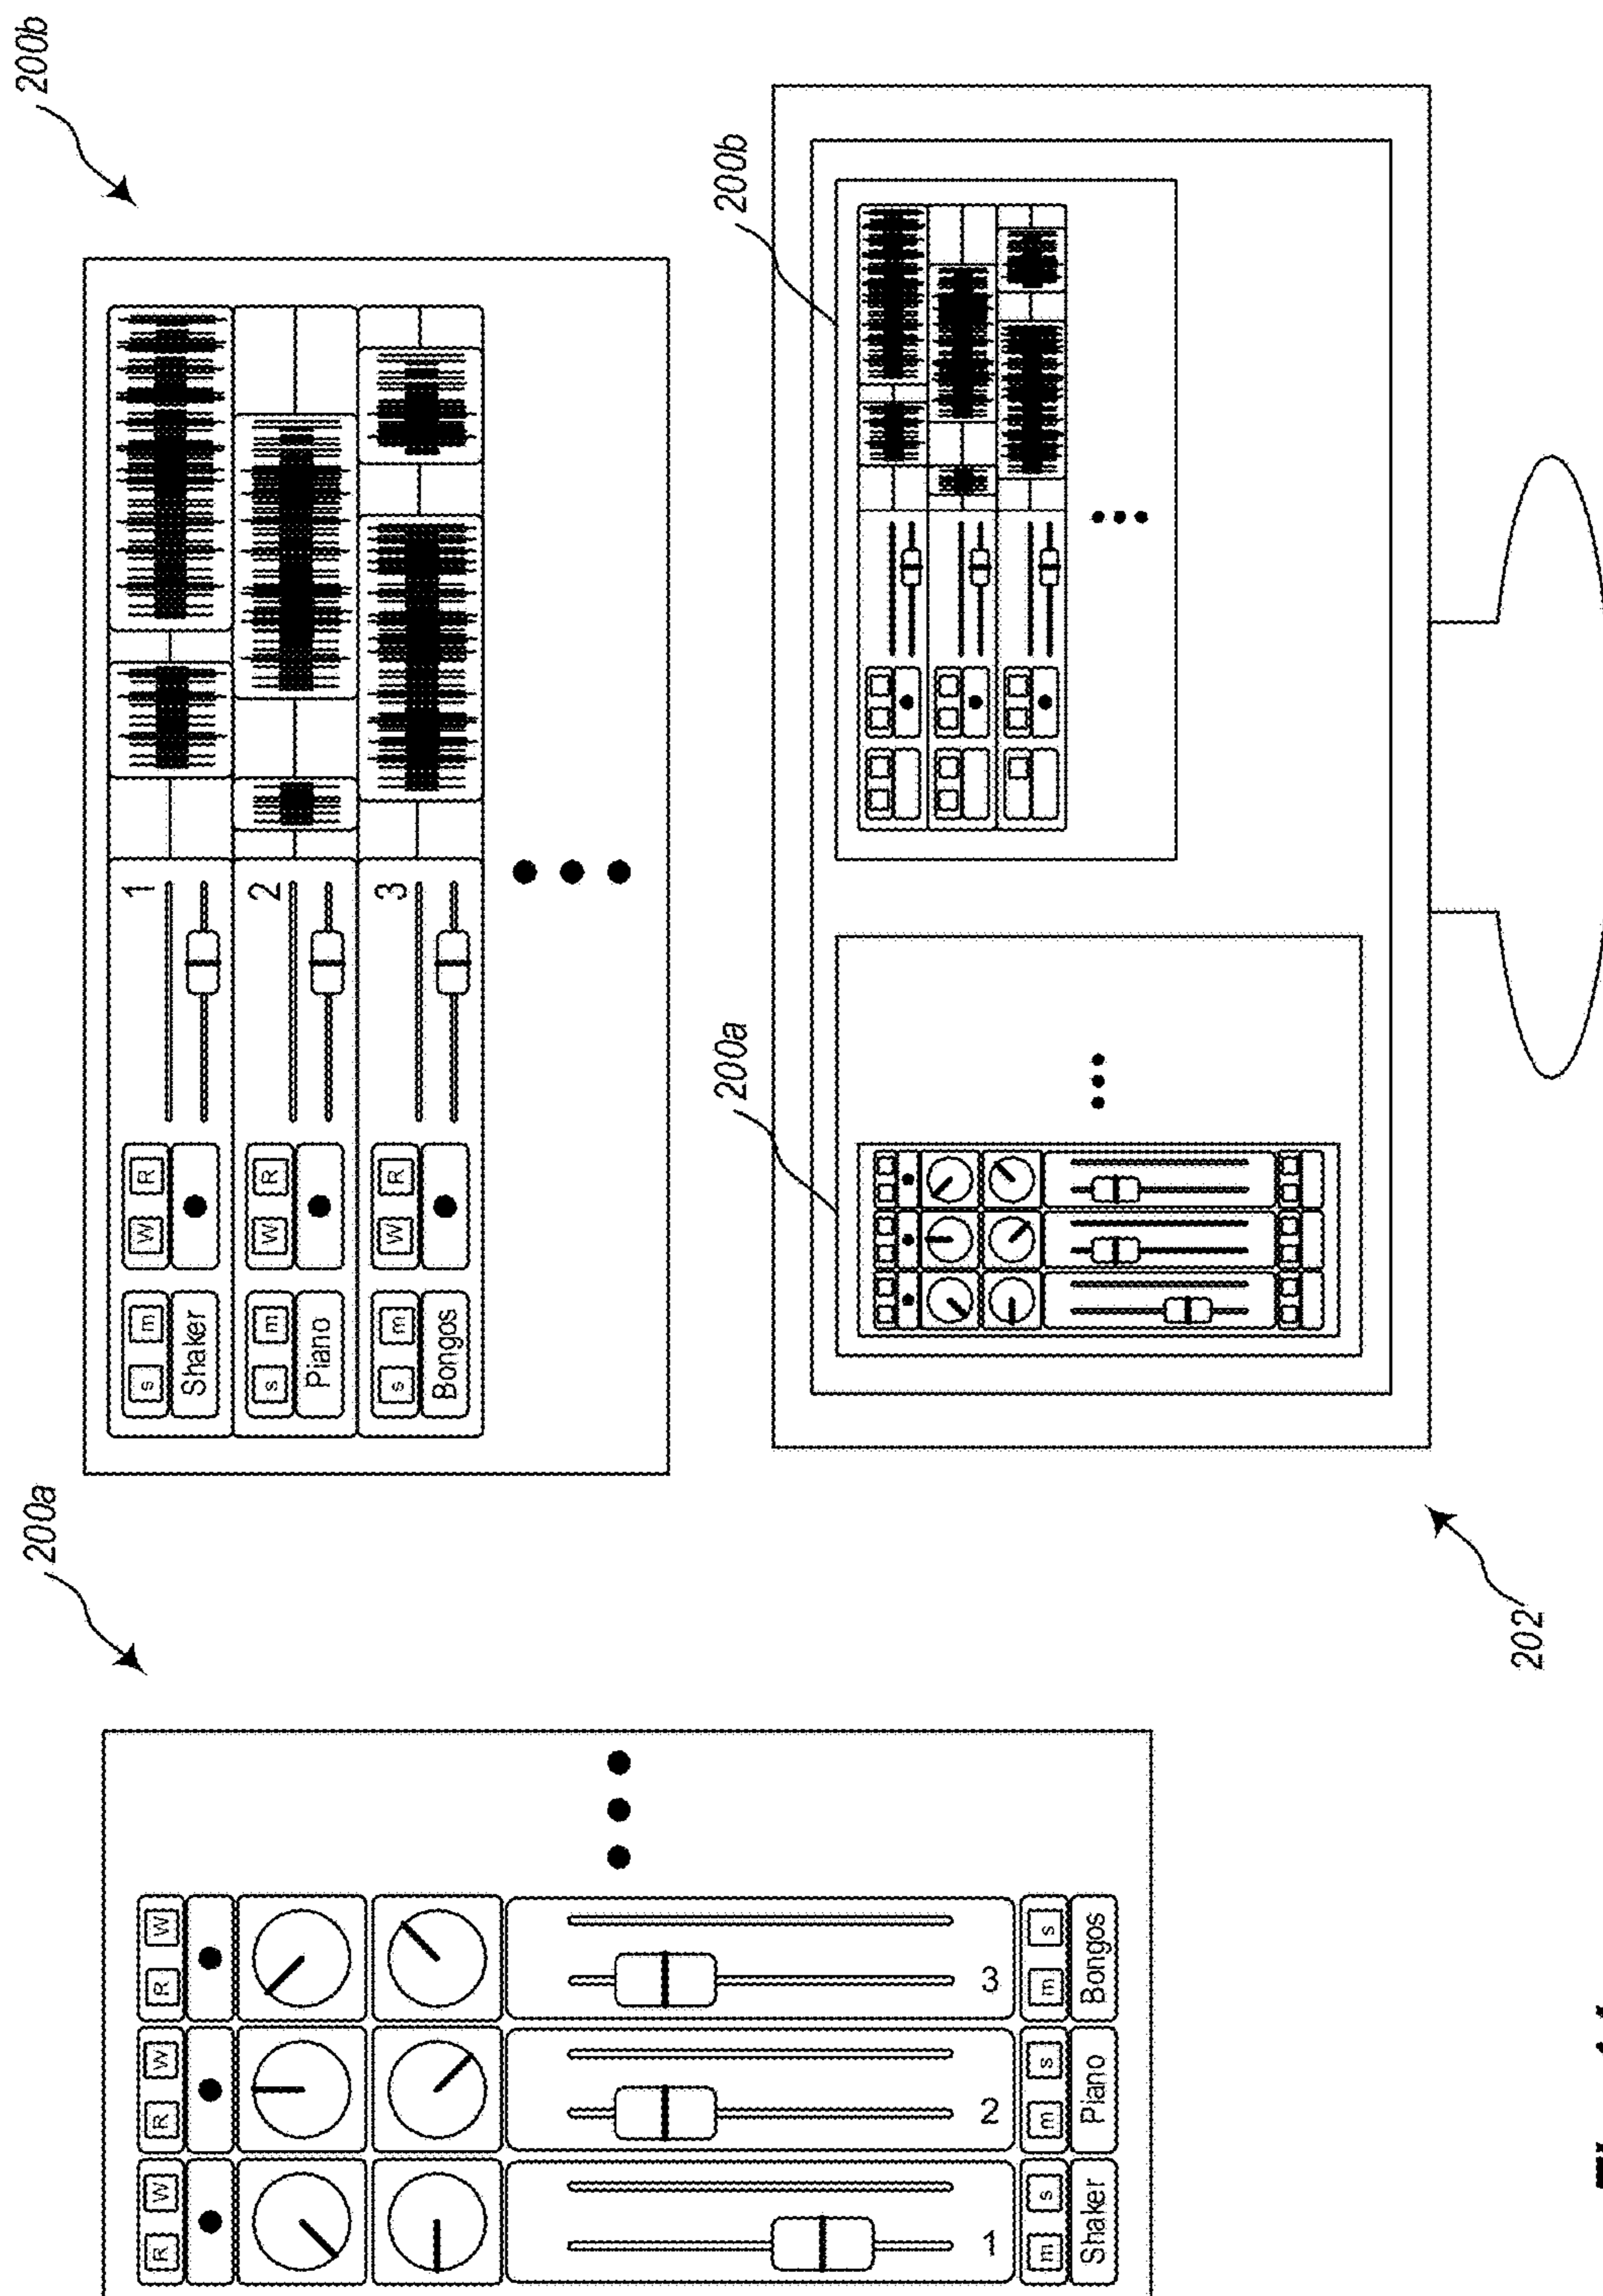 200a
R W R W R W
1 2 3
m s m s m s
Shaker Piano Bongos
200b
s m W R 1
Shaker
s m W R 2
Piano
s m W R 3
Bongos
200a
200b
202